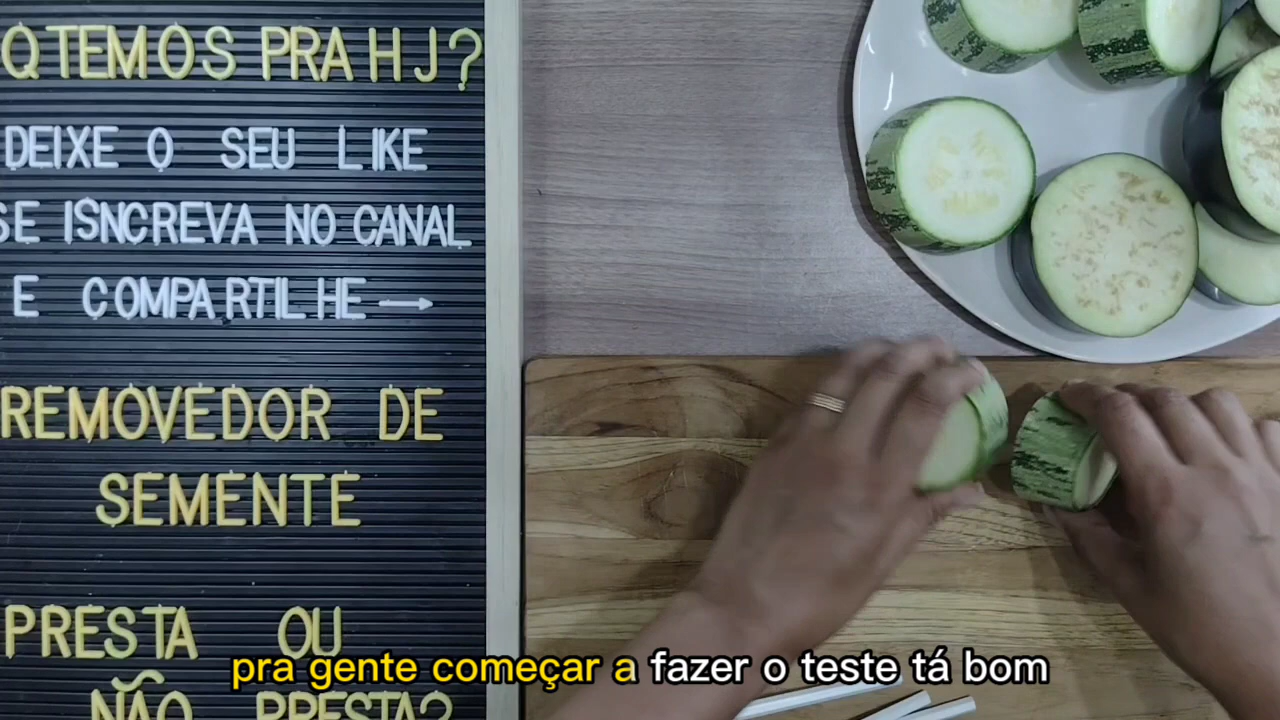 Q TEMOS PRA HJ?
DEIXE O SEU LIKE
SE ISNCREVA NO CANAL
E COMPARTILHE →
REMOVEDOR DE
SEMENTE
PRESTA OU
NÃO PRESTA?
pra gente começar a fazer o teste tá bom